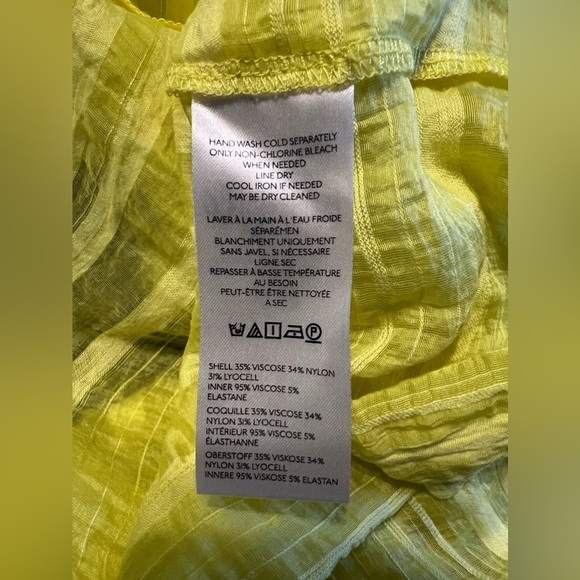 HAND WASH COLD SEPARATELY
ONLY NON-CHLORINE BLEACH
WHEN NEEDED
LINE DRY
COOL IRON IF NEEDED
MAY BE DRY CLEANED
LAVER À LA MAIN À L'EAU FROIDE
SÉPARÉMEN
BLANCHIMENT UNIQUEMENT
SANS JAVEL, SI NÉCESSAIRE
LIGNE SEC
REPASSER À BASSE TEMPÉRATURE
AU BESOIN
PEUT-ÊTRE ÊTRE NETTOYÉE
A SEC
SHELL 35% VISCOSE 34% NYLON
31% LYOCELL
INNER 95% VISCOSE 5%
ELASTANE
COQUILLE 35% VISCOSE 34%
NYLON 31% LYOCELL
INTÉRIEUR 95% VISCOSE 5%
ÉLASTHANNE
OBERSTOFF 35% VISKOSE 34%
NYLON 31% LYOCELL
INNERE 95% VISKOSE 5% ELASTAN